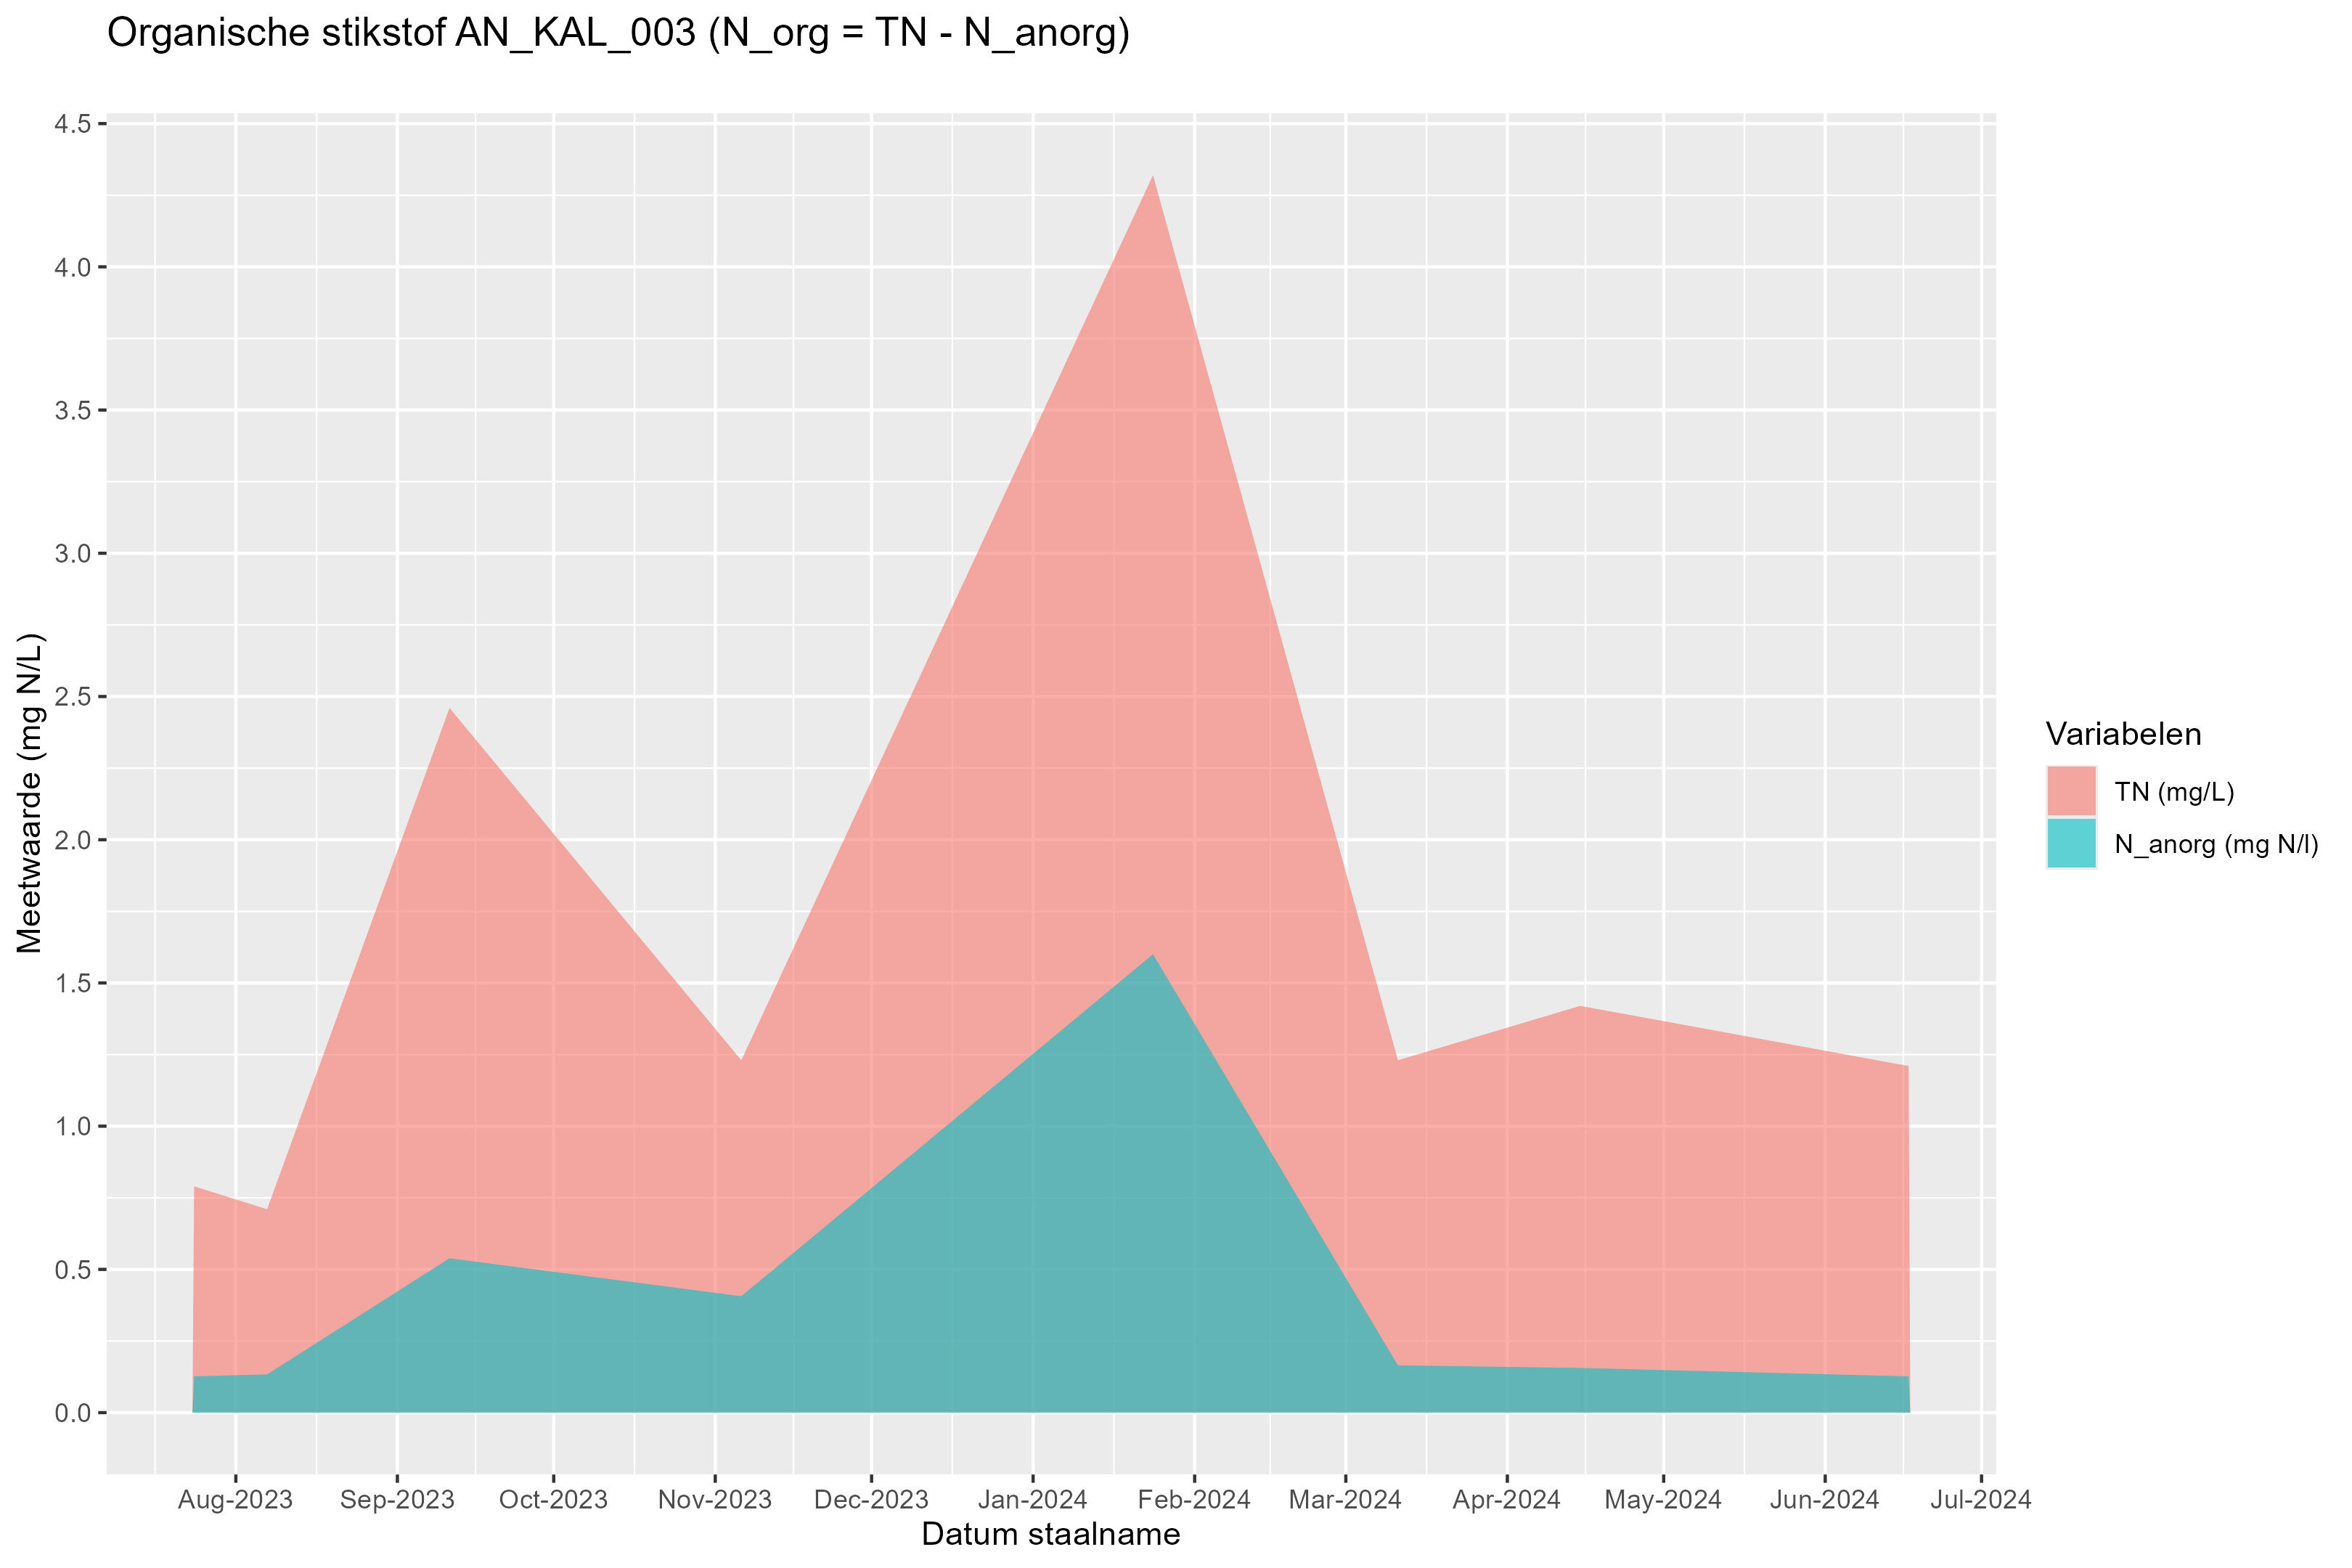 Organische stikstof AN_KAL_003 (N_org = TN - N_anorg)
4.5
4.0
3.5
3.0
2.5
2.0
1.5
1.0
0.5
0.0
Meetwaarde (mg N/L)
Aug-2023 Sep-2023 Oct-2023 Nov-2023 Dec-2023 Jan-2024 Feb-2024 Mar-2024 Apr-2024 May-2024 Jun-2024 Jul-2024
Datum staalname
Variabelen
TN (mg/L)
N_anorg (mg N/l)